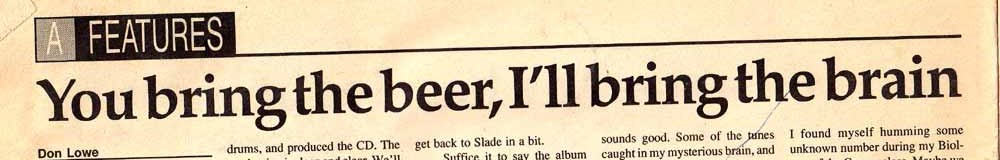 A FEATURES
You bring the beer, I'll bring the brain
Don Lowe
drums, and produced the CD. The
get back to Slade in a bit.
Suffice it to say the album
sounds good. Some of the tunes
caught in my mysterious brain, and
I found myself humming some
unknown number during my Biol-